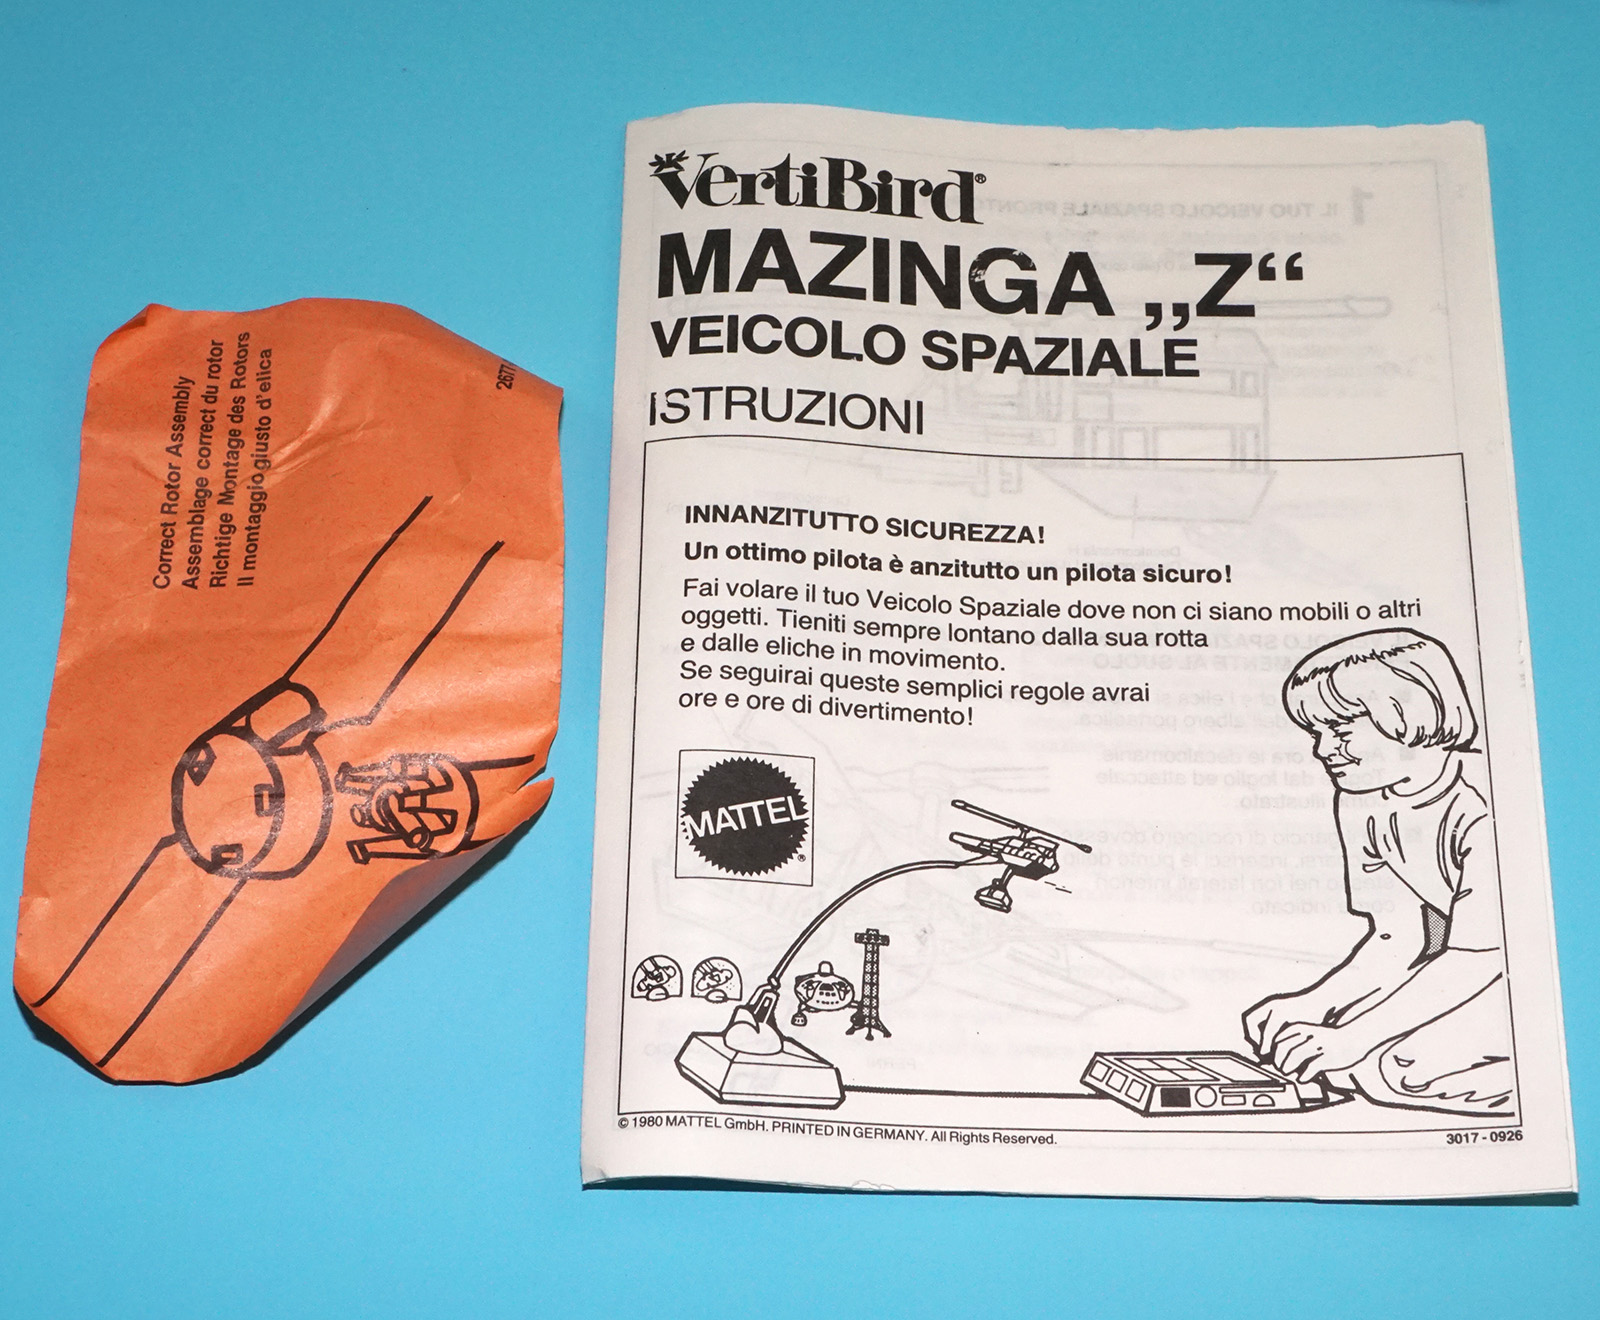 Correct Rotor Assembly
Assemblage correct du rotor
Richtige Montage des Rotors
Il montaggio giusto d'elica
2677
VertiBird®
MAZINGA „Z“
VEICOLO SPAZIALE
ISTRUZIONI
INNANZITUTTO SICUREZZA!
Un ottimo pilota è anzitutto un pilota sicuro!
Fai volare il tuo Veicolo Spaziale dove non ci siano mobili o altri
oggetti. Tieniti sempre lontano dalla sua rotta
e dalle eliche in movimento.
Se seguirai queste semplici regole avrai
ore e ore di divertimento!
MATTEL®
© 1980 MATTEL GmbH. PRINTED IN GERMANY. All Rights Reserved.
3017 - 0926